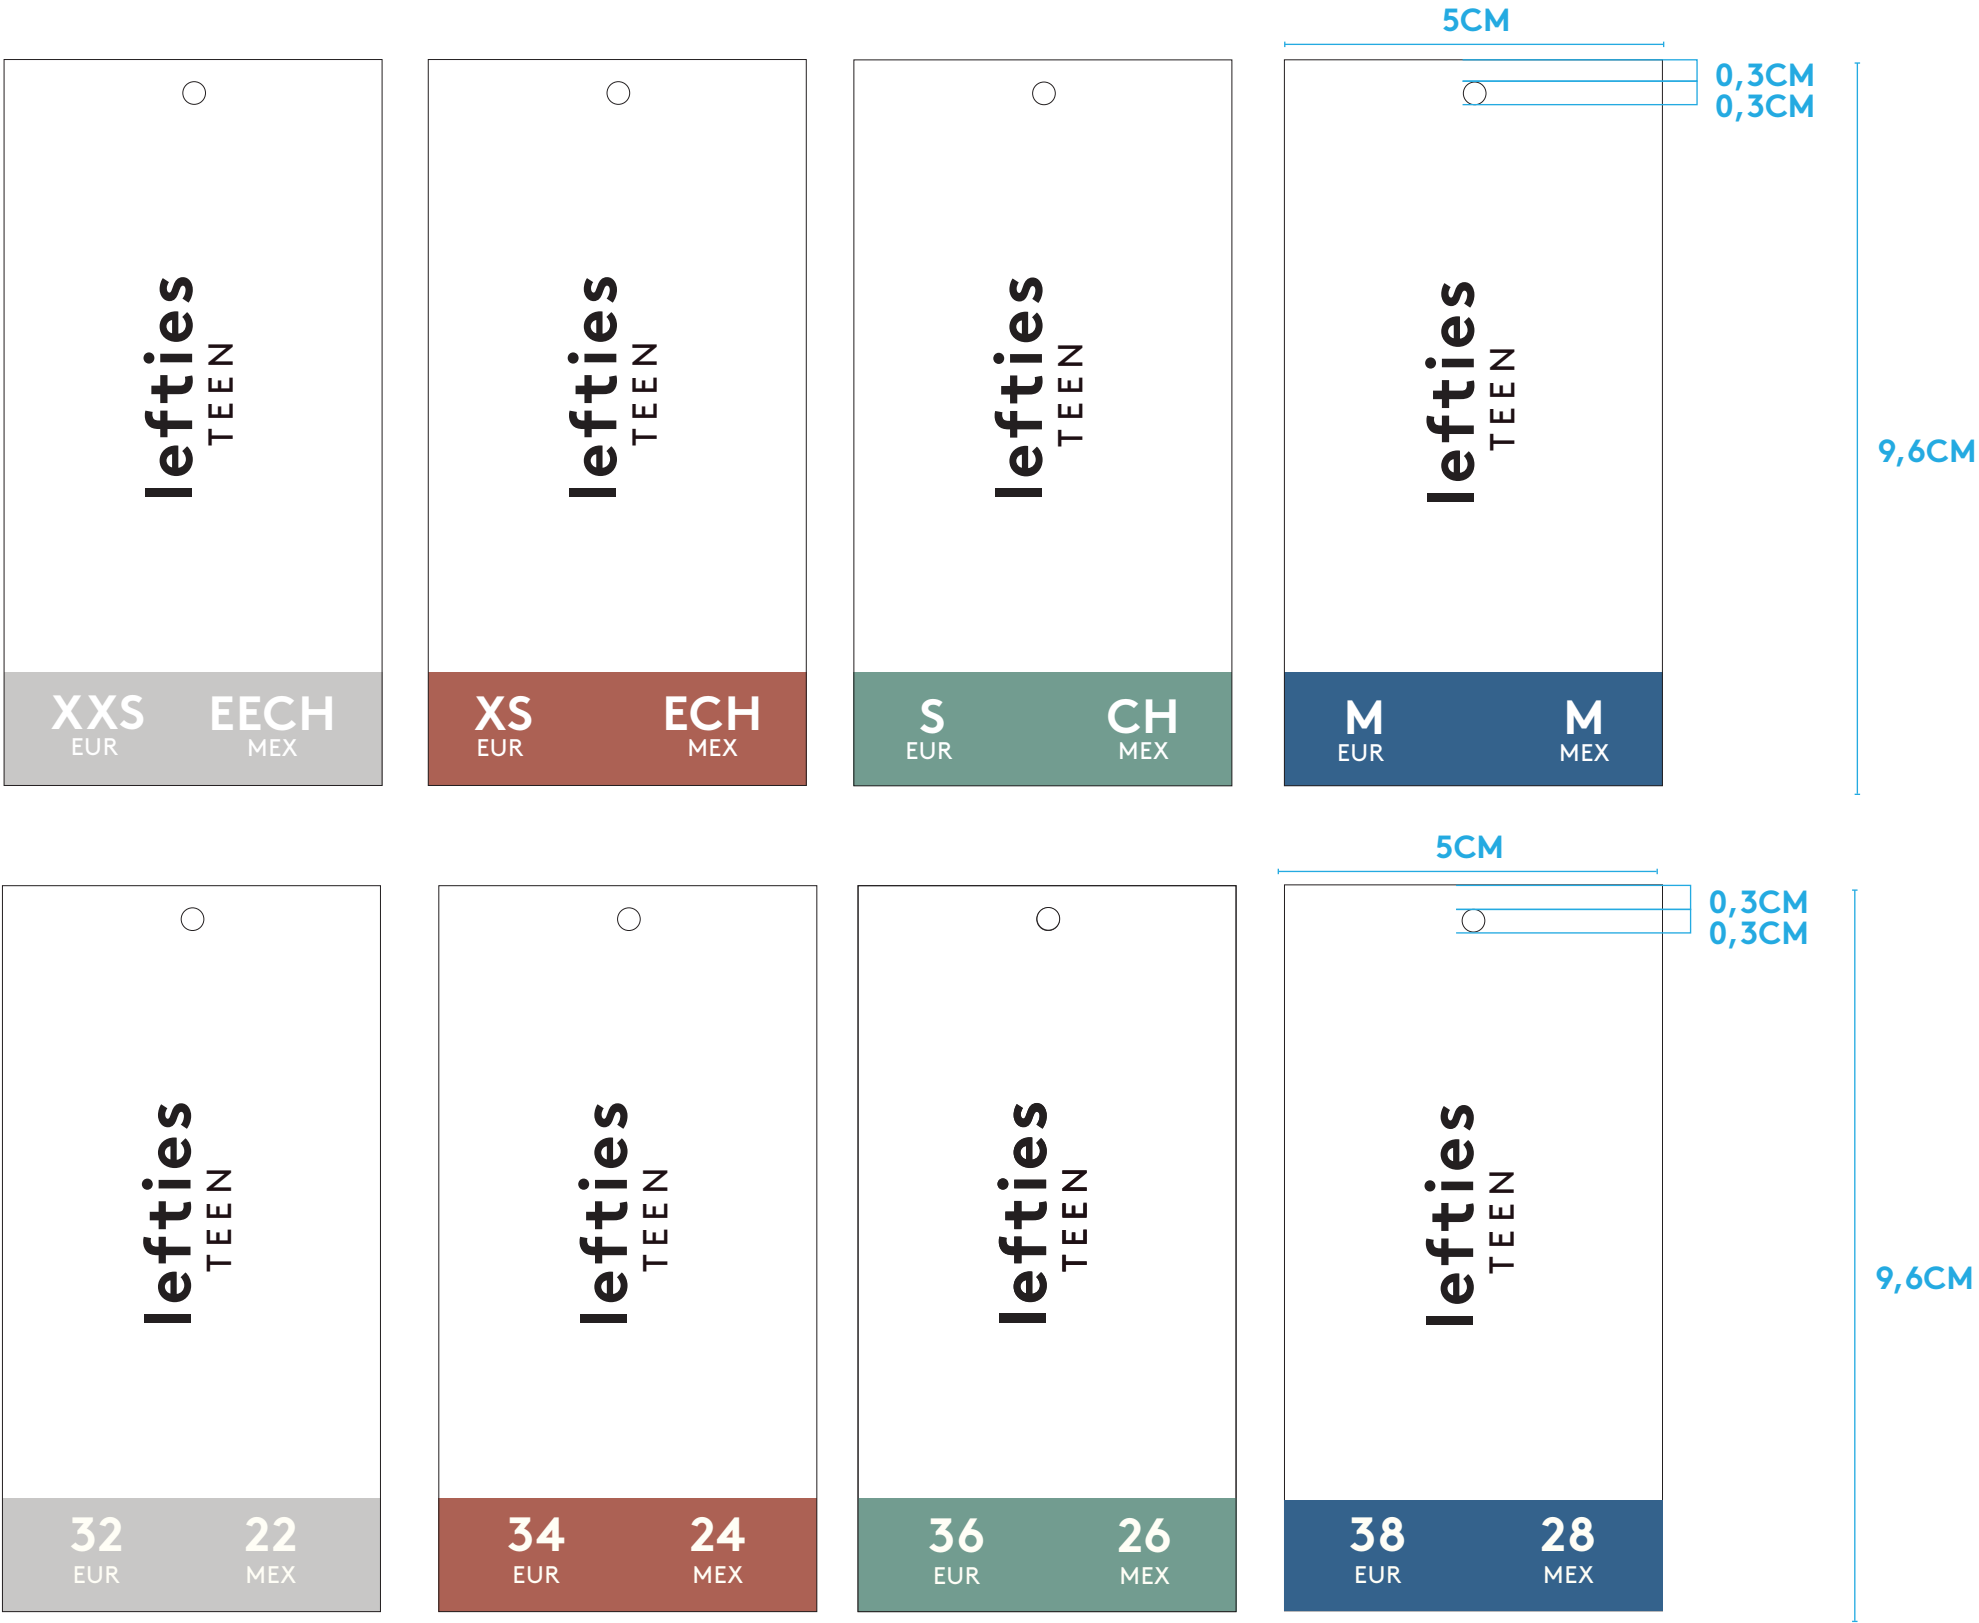 5CM
0,3CM
0,3CM
9,6CM
lefties
TEEN
XXS EECH
EUR MEX
lefties
TEEN
XS ECH
EUR MEX
lefties
TEEN
S CH
EUR MEX
lefties
TEEN
M M
EUR MEX
5CM
0,3CM
0,3CM
9,6CM
lefties
TEEN
32 22
EUR MEX
lefties
TEEN
34 24
EUR MEX
lefties
TEEN
36 26
EUR MEX
lefties
TEEN
38 28
EUR MEX